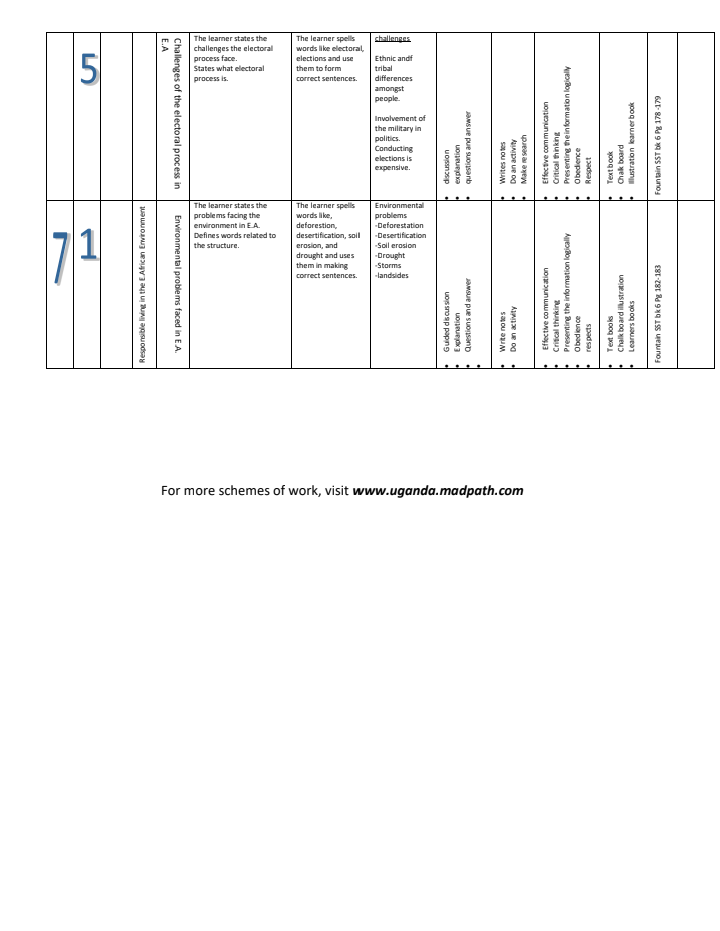 5
Challenges of the electoral process in
E.A
The learner states the
challenges the electoral
process face.
States what electoral
process is.
The learner spells
words like electoral,
elections and use
them to form
correct sentences.
challenges
Ethnic andf
tribal
differences
amongst
people.
Involvement of
the military in
politics.
Conducting
elections is
expensive.
• discussion
• explanation
• questions and answer
• Writes notes
• Do an activity
• Make research
• Effective communication
• Critical thinking
• Presenting the information logically
• Obedience
• Respect
• Text book
• Chalk board
• Illustration learner book
Fountain SST bk 6 Pg 178 -179
7
1
Responsible living in the E.African Environment
Environmental problems faced in E.A.
The learner states the
problems facing the
environment in E.A.
Defines words related to
the structure.
The learner spells
words like,
deforestion,
desertification, soil
erosion, and
drought and uses
them in making
correct sentences.
Environmental
problems
-Deforestation
-Desertification
-Soil erosion
-Drought
-Storms
-landsides
• Guided discussion
• Explanation
• Questions and answer
•
• Write notes
• Do an activity
• Effective communication
• Critical thinking
• Presenting the information logically
• Obedience
• respects
• Text books
• Chalk board illustration
• Learners books
Fountain SST bk 6 Pg 182-183
For more schemes of work, visit www.uganda.madpath.com